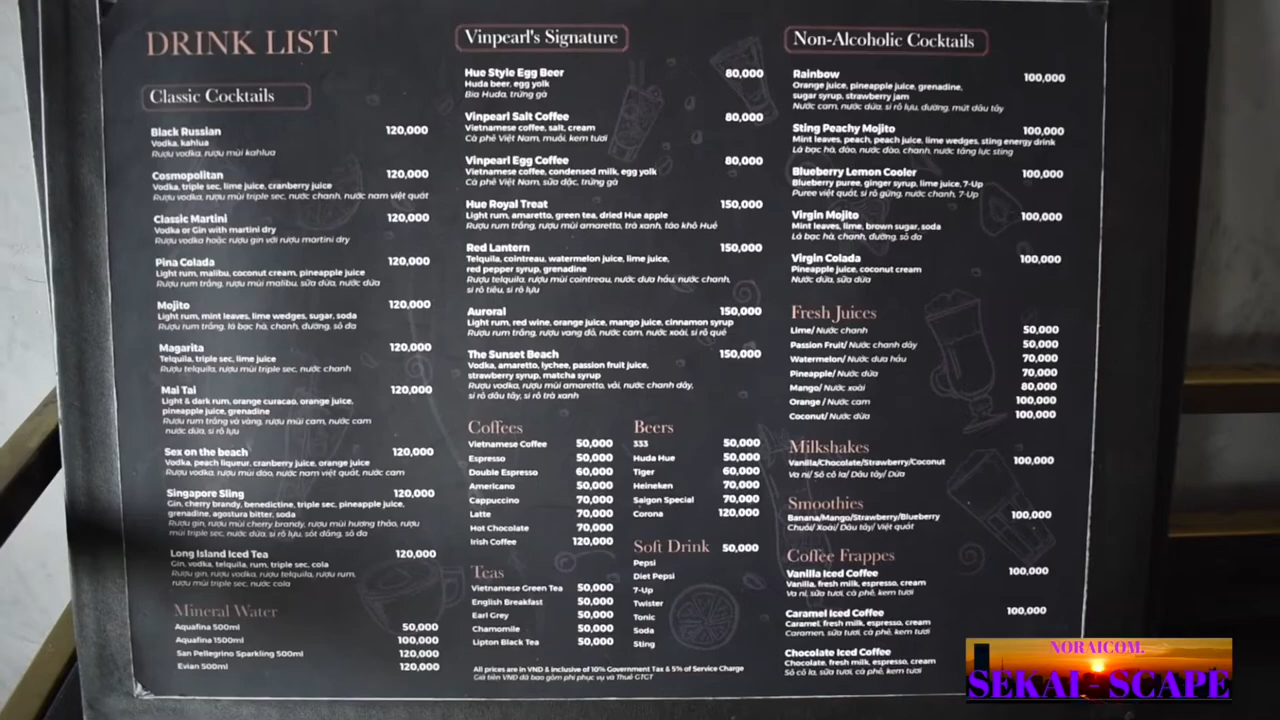 DRINK LIST
Classic Cocktails
Black Russian 120,000
Vodka, kahlua
Rượu vodka, rượu mùi kahlua
Cosmopolitan 120,000
Vodka, triple sec, lime juice, cranberry juice
Rượu vodka, rượu mùi triple sec, nước chanh, nước nam việt quát
Classic Martini 120,000
Vodka or Gin with martini dry
Rượu vodka hoặc rượu gin với rượu martini dry
Pina Colada 120,000
Light rum, malibu, coconut cream, pineapple juice
Rượu rum trắng, rượu mùi malibu, sữa dừa, nước dứa
Mojito 120,000
Light rum, mint leaves, lime wedges, sugar, soda
Rượu rum trắng, lá bạc hà, chanh, đường, sô đa
Magarita 120,000
Telquila, triple sec, lime juice
Rượu telquila, rượu mùi triple sec, nước chanh
Mai Tai 120,000
Light & dark rum, orange curacao, orange juice,
pineapple juice, grenadine
Rượu rum trắng và vàng, rượu mùi cam, nước cam
nước dứa, si rô lựu
Sex on the beach 120,000
Vodka, peach liqueur, cranberry juice, orange juice
Rượu vodka, rượu mùi đào, nước nam việt quát, nước cam
Singapore Sling 120,000
Gin, cherry brandy, benedictine, triple sec, pineapple juice,
grenadine, agostura bitter, soda
Rượu gin, rượu mùi cherry brandy, rượu mùi hương thảo, rượu
mùi triple sec, nước dứa, si rô lựu, sót đắng, sô đa
Long Island Iced Tea 120,000
Gin, vodka, telquila, rum, triple sec, cola
Rượu gin, rượu vodka, rượu telquila, rượu rum,
rượu mùi triple sec, nước cola
Mineral Water
Aquafina 500ml 50,000
Aquafina 1500ml 100,000
San Pellegrino Sparkling 500ml 120,000
Evian 500ml 120,000
Vinpearl's Signature
Hue Style Egg Beer 80,000
Huda beer, egg yolk
Bia Huda, trứng gà
Vinpearl Salt Coffee 80,000
Vietnamese coffee, salt, cream
Cà phê Việt Nam, muối, kem tươi
Vinpearl Egg Coffee 80,000
Vietnamese coffee, condensed milk, egg yolk
Cà phê Việt Nam, sữa đặc, trứng gà
Hue Royal Treat 150,000
Light rum, amaretto, green tea, dried Hue apple
Rượu rum trắng, rượu mùi amaretto, trà xanh, táo khô Huế
Red Lantern 150,000
Telquila, cointreau, watermelon juice, lime juice,
red pepper syrup, grenadine
Rượu telquila, rượu mùi cointreau, nước dưa hấu, nước chanh,
si rô tiêu, si rô lựu
Auroral 150,000
Light rum, red wine, orange juice, mango juice, cinnamon syrup
Rượu rum trắng, rượu vang đỏ, nước cam, nước xoài, si rô quế
The Sunset Beach 150,000
Vodka, amaretto, lychee, passion fruit juice,
strawberry syrup, matcha syrup
Rượu vodka, rượu mùi amaretto, vải, nước chanh dây,
si rô dâu tây, si rô trà xanh
Coffees
Vietnamese Coffee 50,000
Espresso 50,000
Double Espresso 60,000
Americano 50,000
Cappuccino 70,000
Latte 70,000
Hot Chocolate 70,000
Irish Coffee 120,000
Teas
Vietnamese Green Tea 50,000
English Breakfast 50,000
Earl Grey 50,000
Chamomile 50,000
Lipton Black Tea 50,000
Beers
333 50,000
Huda Hue 50,000
Tiger 60,000
Heineken 70,000
Saigon Special 70,000
Corona 120,000
Soft Drink 50,000
Pepsi
Diet Pepsi
7-Up
Twister
Tonic
Soda
Sting
All prices are in VND & inclusive of 10% Government Tax & 5% of Service Charge
Giá tiền VND đã bao gồm phí phục vụ và Thuế GTGT
Non-Alcoholic Cocktails
Rainbow 100,000
Orange juice, pineapple juice, grenadine,
sugar syrup, strawberry jam
Nước cam, nước dứa, si rô lựu, đường, mứt dâu tây
Sting Peachy Mojito 100,000
Mint leaves, peach, peach juice, lime wedges, sting energy drink
Lá bạc hà, đào, nước đào, chanh, nước tăng lực sting
Blueberry Lemon Cooler 100,000
Blueberry puree, ginger syrup, lime juice, 7-Up
Puree việt quát, si rô gừng, nước chanh, 7-Up
Virgin Mojito 100,000
Mint leaves, lime, brown sugar, soda
Lá bạc hà, chanh, đường, sô đa
Virgin Colada 100,000
Pineapple juice, coconut cream
Nước dứa, sữa dừa
Fresh Juices
Lime/ Nước chanh 50,000
Passion Fruit/ Nước chanh dây 50,000
Watermelon/ Nước dưa hấu 70,000
Pineapple/ Nước dứa 70,000
Mango/ Nước xoài 80,000
Orange / Nước cam 100,000
Coconut/ Nước dừa 100,000
Milkshakes
Vanilla/Chocolate/Strawberry/Coconut 100,000
Va ni/ Sô cô la/ Dâu tây/ Dừa
Smoothies
Banana/Mango/Strawberry/Blueberry 100,000
Chuối/ Xoài/ Dâu tây/ Việt quát
Coffee Frappes
Vanilla Iced Coffee 100,000
Vanilla, fresh milk, espresso, cream
Va ni, sữa tươi, cà phê, kem tươi
Caramel Iced Coffee 100,000
Caramel, fresh milk, espresso, cream
Caramen, sữa tươi, cà phê, kem tươi
Chocolate Iced Coffee
Chocolate, fresh milk, espresso, cream
Sô cô la, sữa tươi, cà phê, kem tươi
NORAICOM.
SEKAI - SCAPE